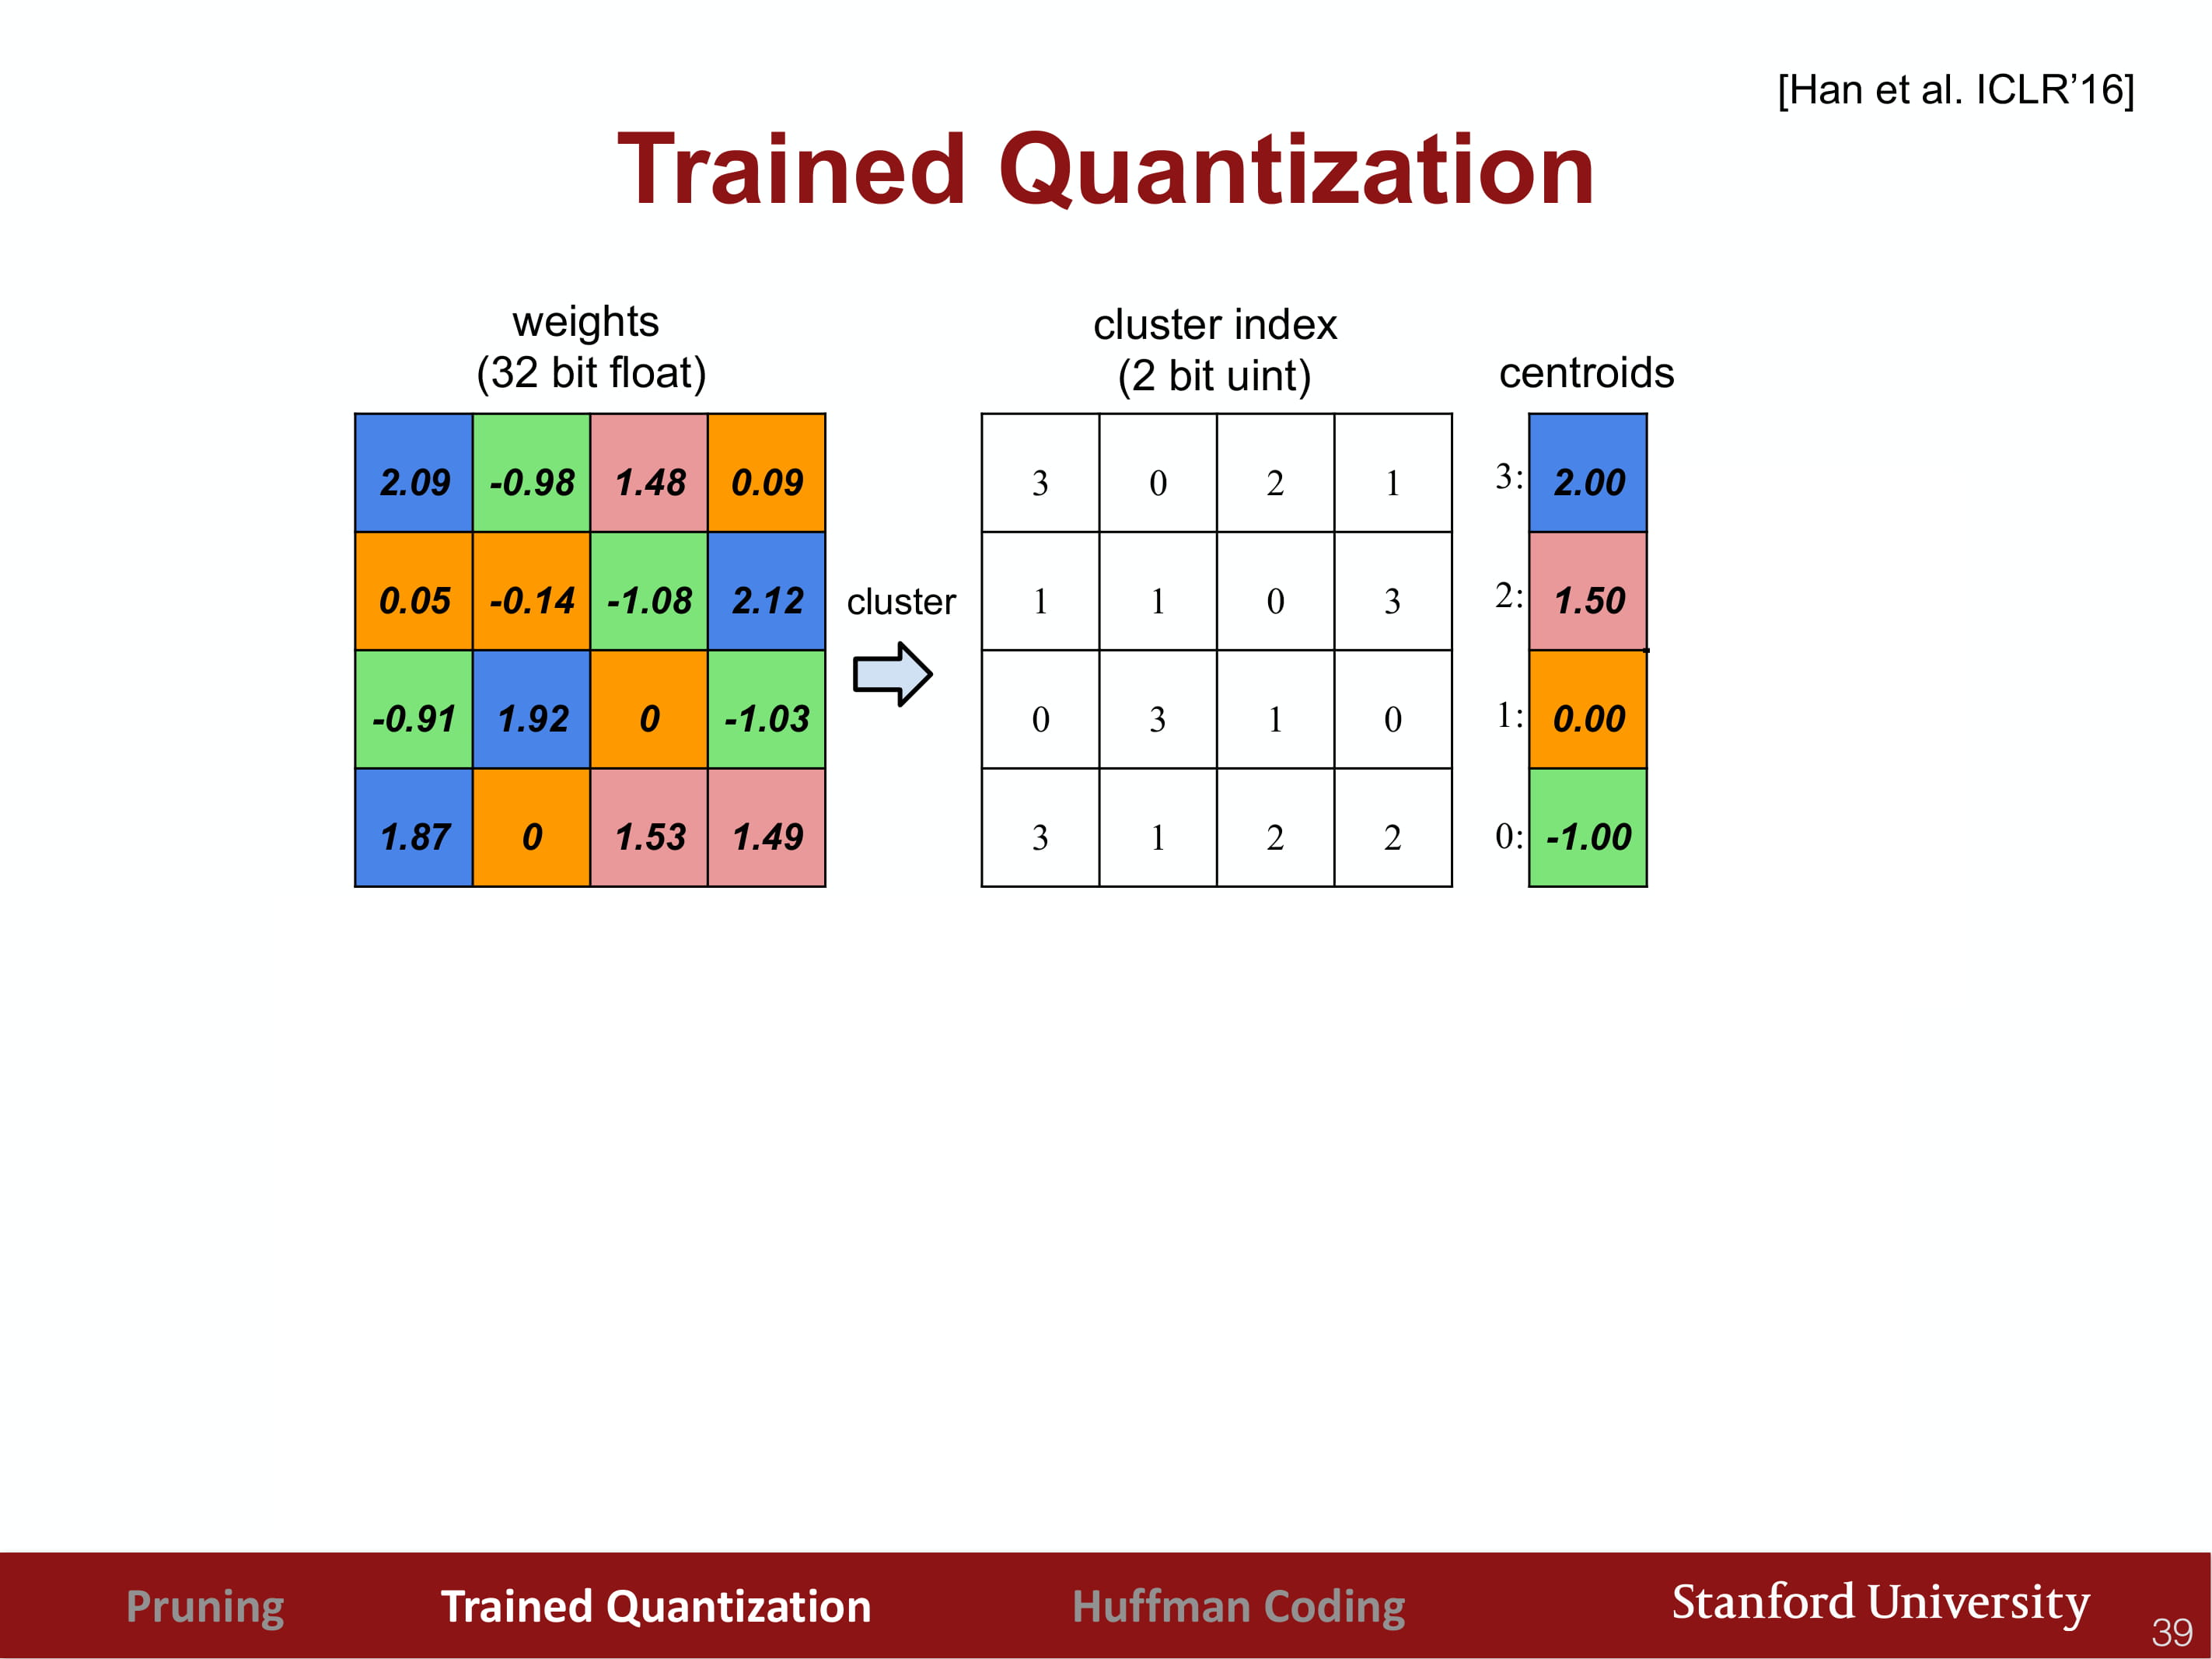 [Han et al. ICLR’16]
Trained Quantization
weights
(32 bit float)
cluster index
(2 bit uint)
centroids
2.09 -0.98 1.48 0.09
3 0 2 1
3: 2.00
0.05 -0.14 -1.08 2.12
cluster
1 1 0 3
2: 1.50
-0.91 1.92 0 -1.03
0 3 1 0
1: 0.00
1.87 0 1.53 1.49
3 1 2 2
0: -1.00
Pruning
Trained Quantization
Huffman Coding
Stanford University
39